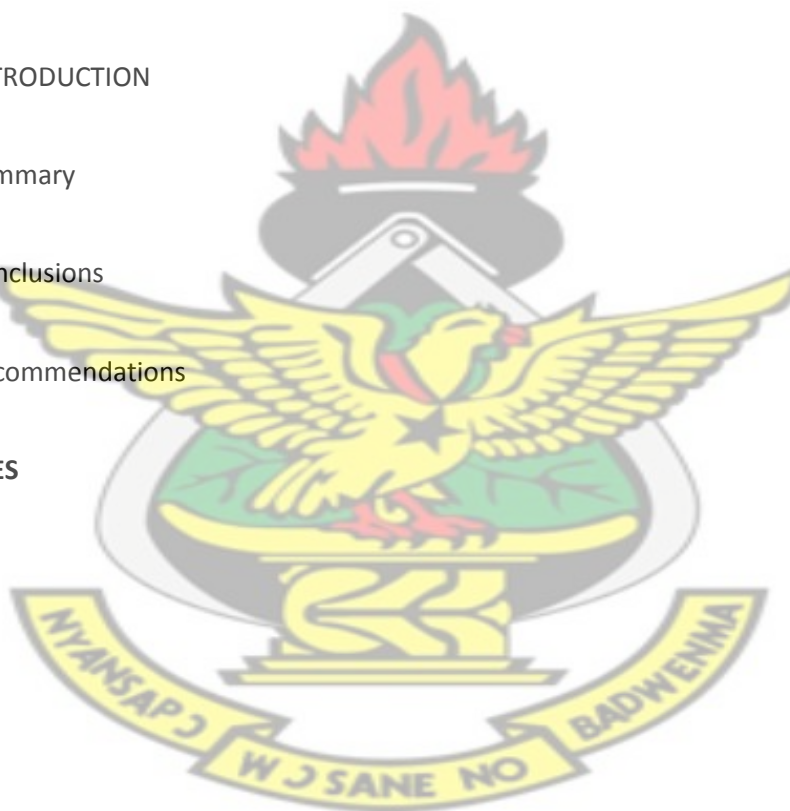 TRODUCTION
mmary
nclusions
commendations
ES
NYANSAPƆ
WƆSANE NO
BADWENMA